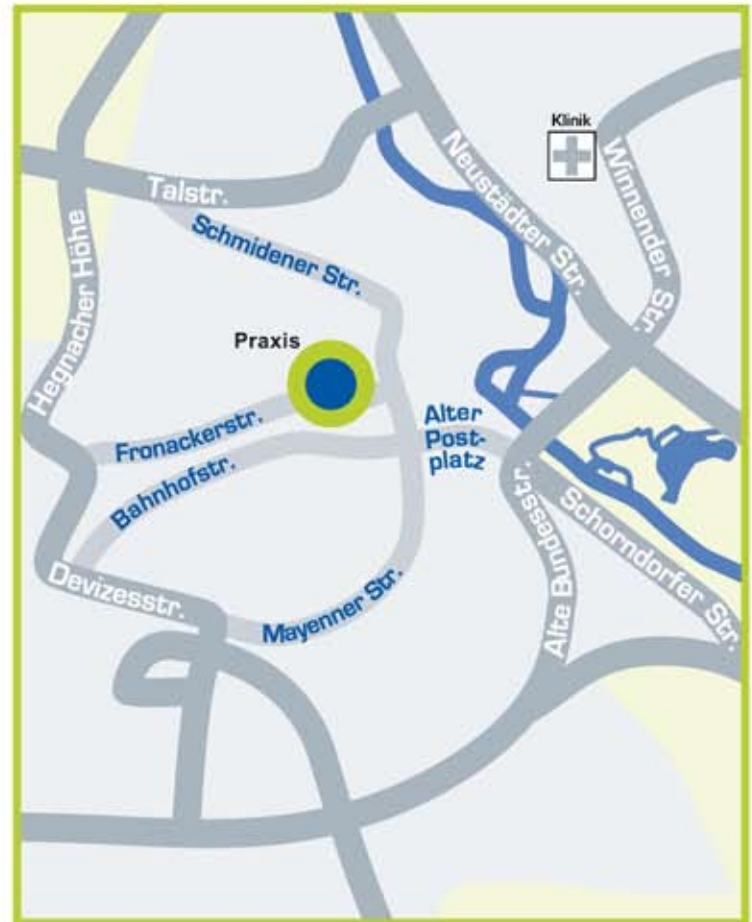 Klinik
Neustädter Str.
Winnender Str.
Talstr.
Schmidener Str.
Hegnacher Höhe
Praxis
Fronackerstr.
Alter
Post-
platz
Bahnhofstr.
Alte Bundesstr.
Schorndorfer Str.
Devizesstr.
Mayenner Str.